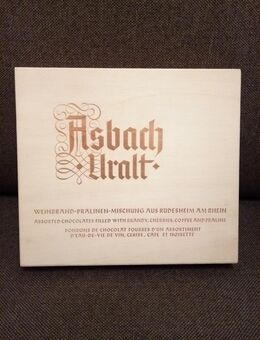 Asbach
Uralt
WEINBRAND-PRALINEN-MISCHUNG AUS RÜDESHEIM AM RHEIN
ASSORTED CHOCOLATES FILLED WITH BRANDY, CHERRIES, COFFEE AND PRALINE
BONBONS DE CHOCOLAT FOURRÉS D'UN ASSORTIMENT
D'EAU-DE-VIE DE VIN, CERISE, CAFÉ ET NOISETTE